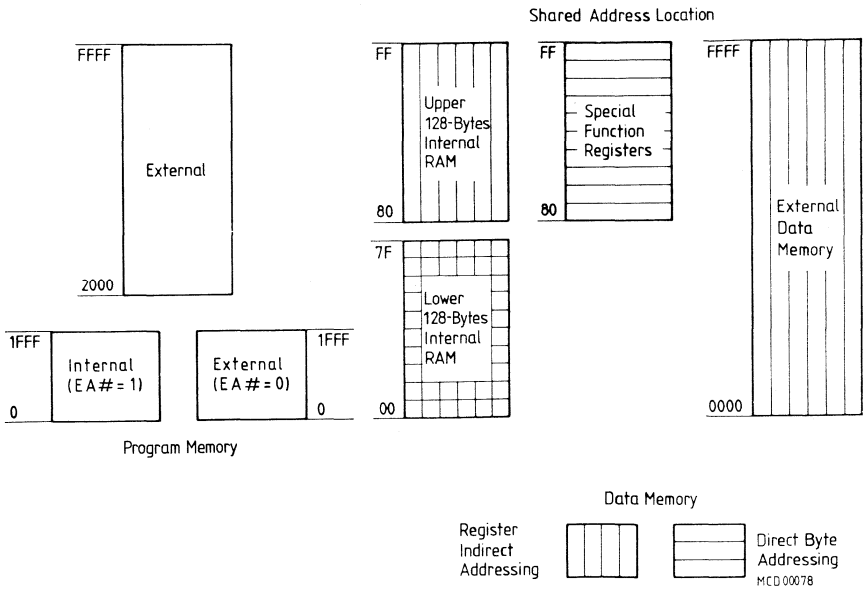 Shared Address Location
FFFF
External
2000
1FFF
Internal
(EA#=1)
0
External
(EA#=0)
1FFF
0
Program Memory
FF
Upper
128-Bytes
Internal
RAM
80
7F
Lower
128-Bytes
Internal
RAM
00
FF
Special
Function
Registers
80
FFFF
External
Data
Memory
0000
Data Memory
Register
Indirect
Addressing
Direct Byte
Addressing
MCD00078